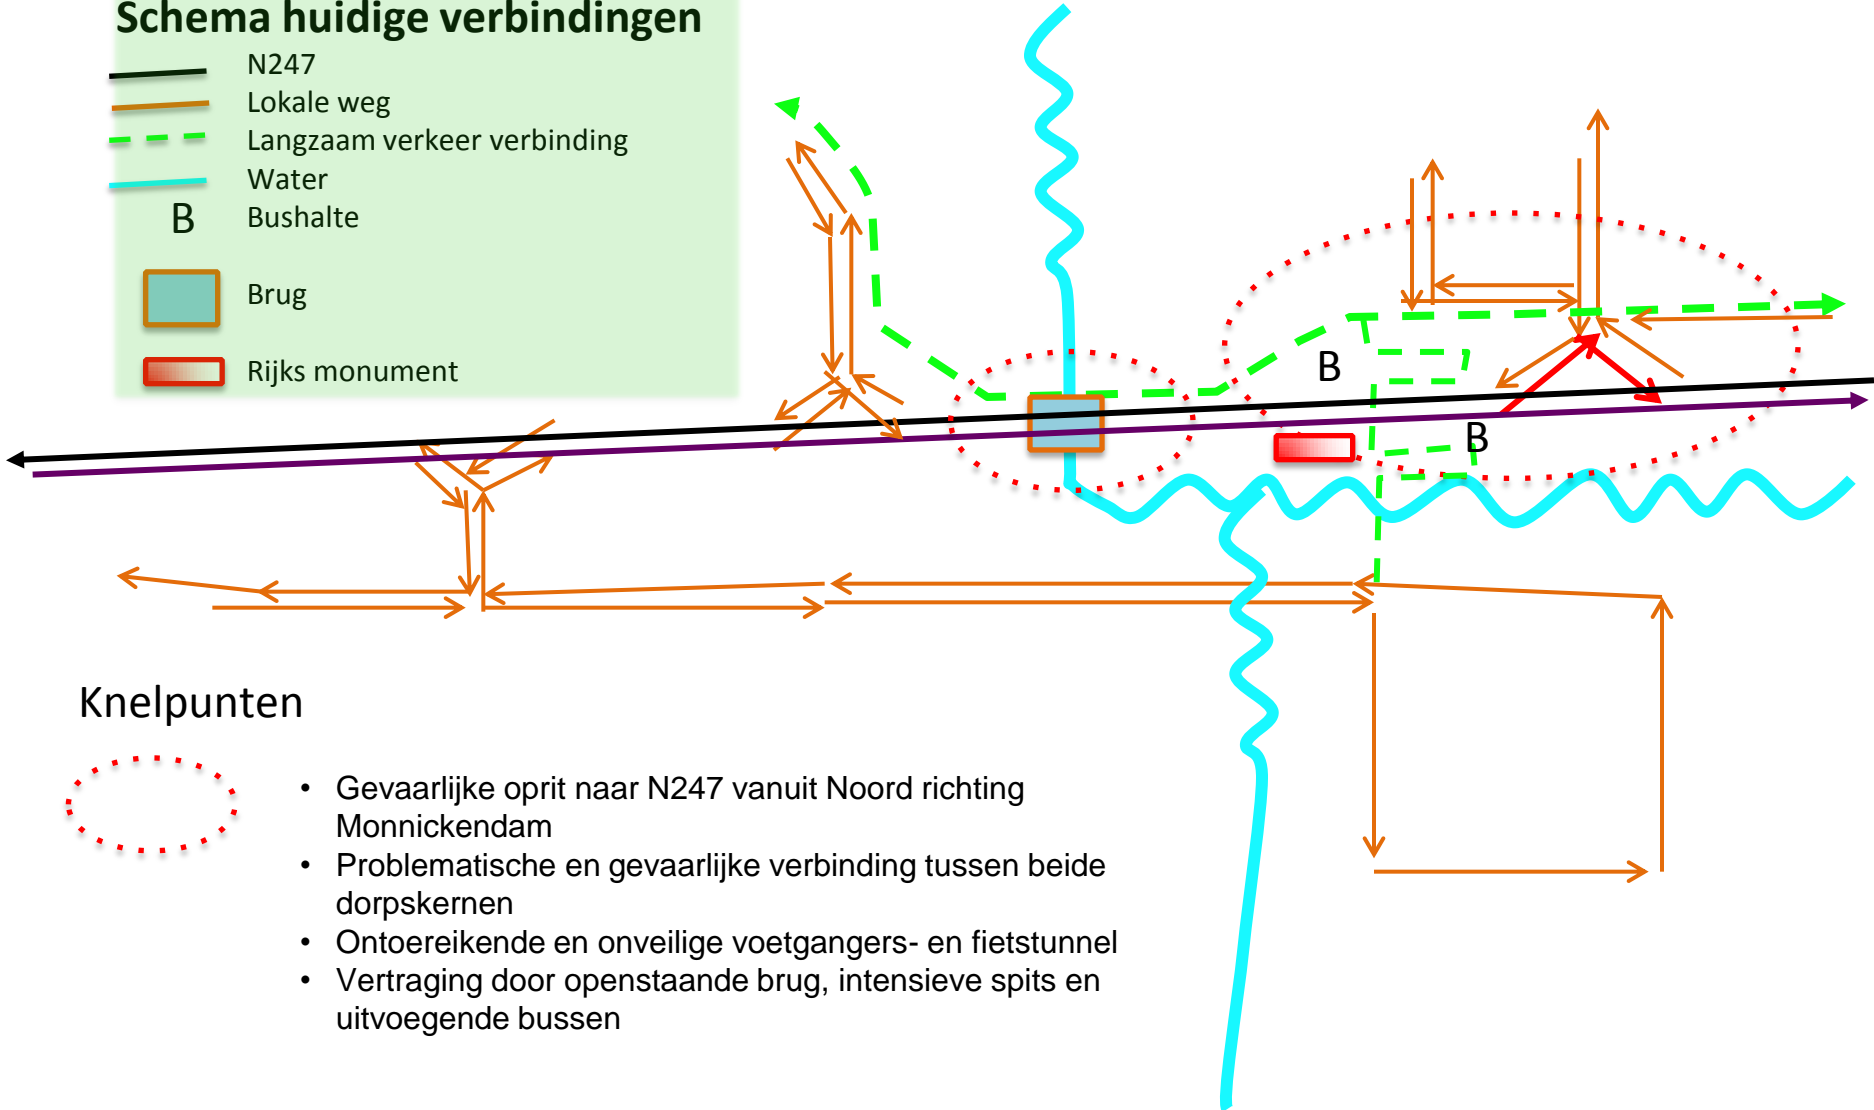 Schema huidige verbindingen
N247
Lokale weg
Langzaam verkeer verbinding
Water
B Bushalte
Brug
Rijks monument
B
B
Knelpunten
• Gevaarlijke oprit naar N247 vanuit Noord richting
Monnickendam
• Problematische en gevaarlijke verbinding tussen beide
dorpskernen
• Ontoereikende en onveilige voetgangers- en fietstunnel
• Vertraging door openstaande brug, intensieve spits en
uitvoegende bussen